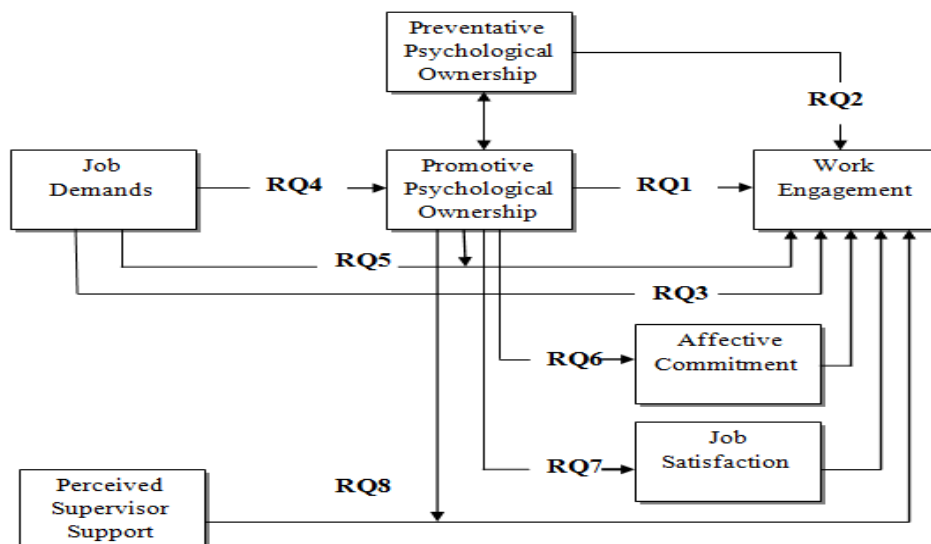 Preventative
Psychological
Ownership
RQ2
Job
Demands
RQ4
Promotive
Psychological
Ownership
RQ1
Work
Engagement
RQ5
RQ3
RQ6
Affective
Commitment
RQ7
Job
Satisfaction
RQ8
Perceived
Supervisor
Support